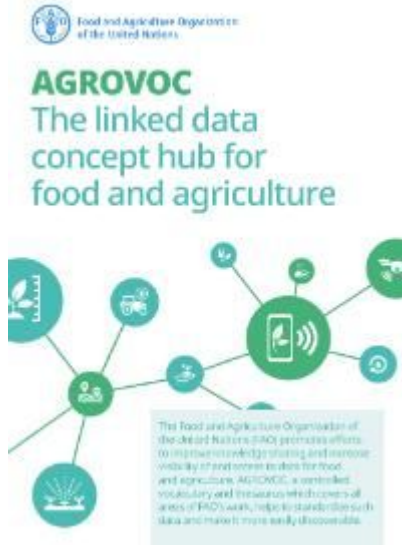 Food and Agriculture Organization
of the United Nations
AGROVOC
The linked data
concept hub for
food and agriculture
The Food and Agriculture Organization of
the United Nations (FAO) promotes efforts
to improve knowledge sharing and increase
visibility of and access to data for food
and agriculture. AGROVOC, a controlled
vocabulary and thesaurus which covers all
areas of FAO's work, helps to standardize such
data and make it more easily discoverable.